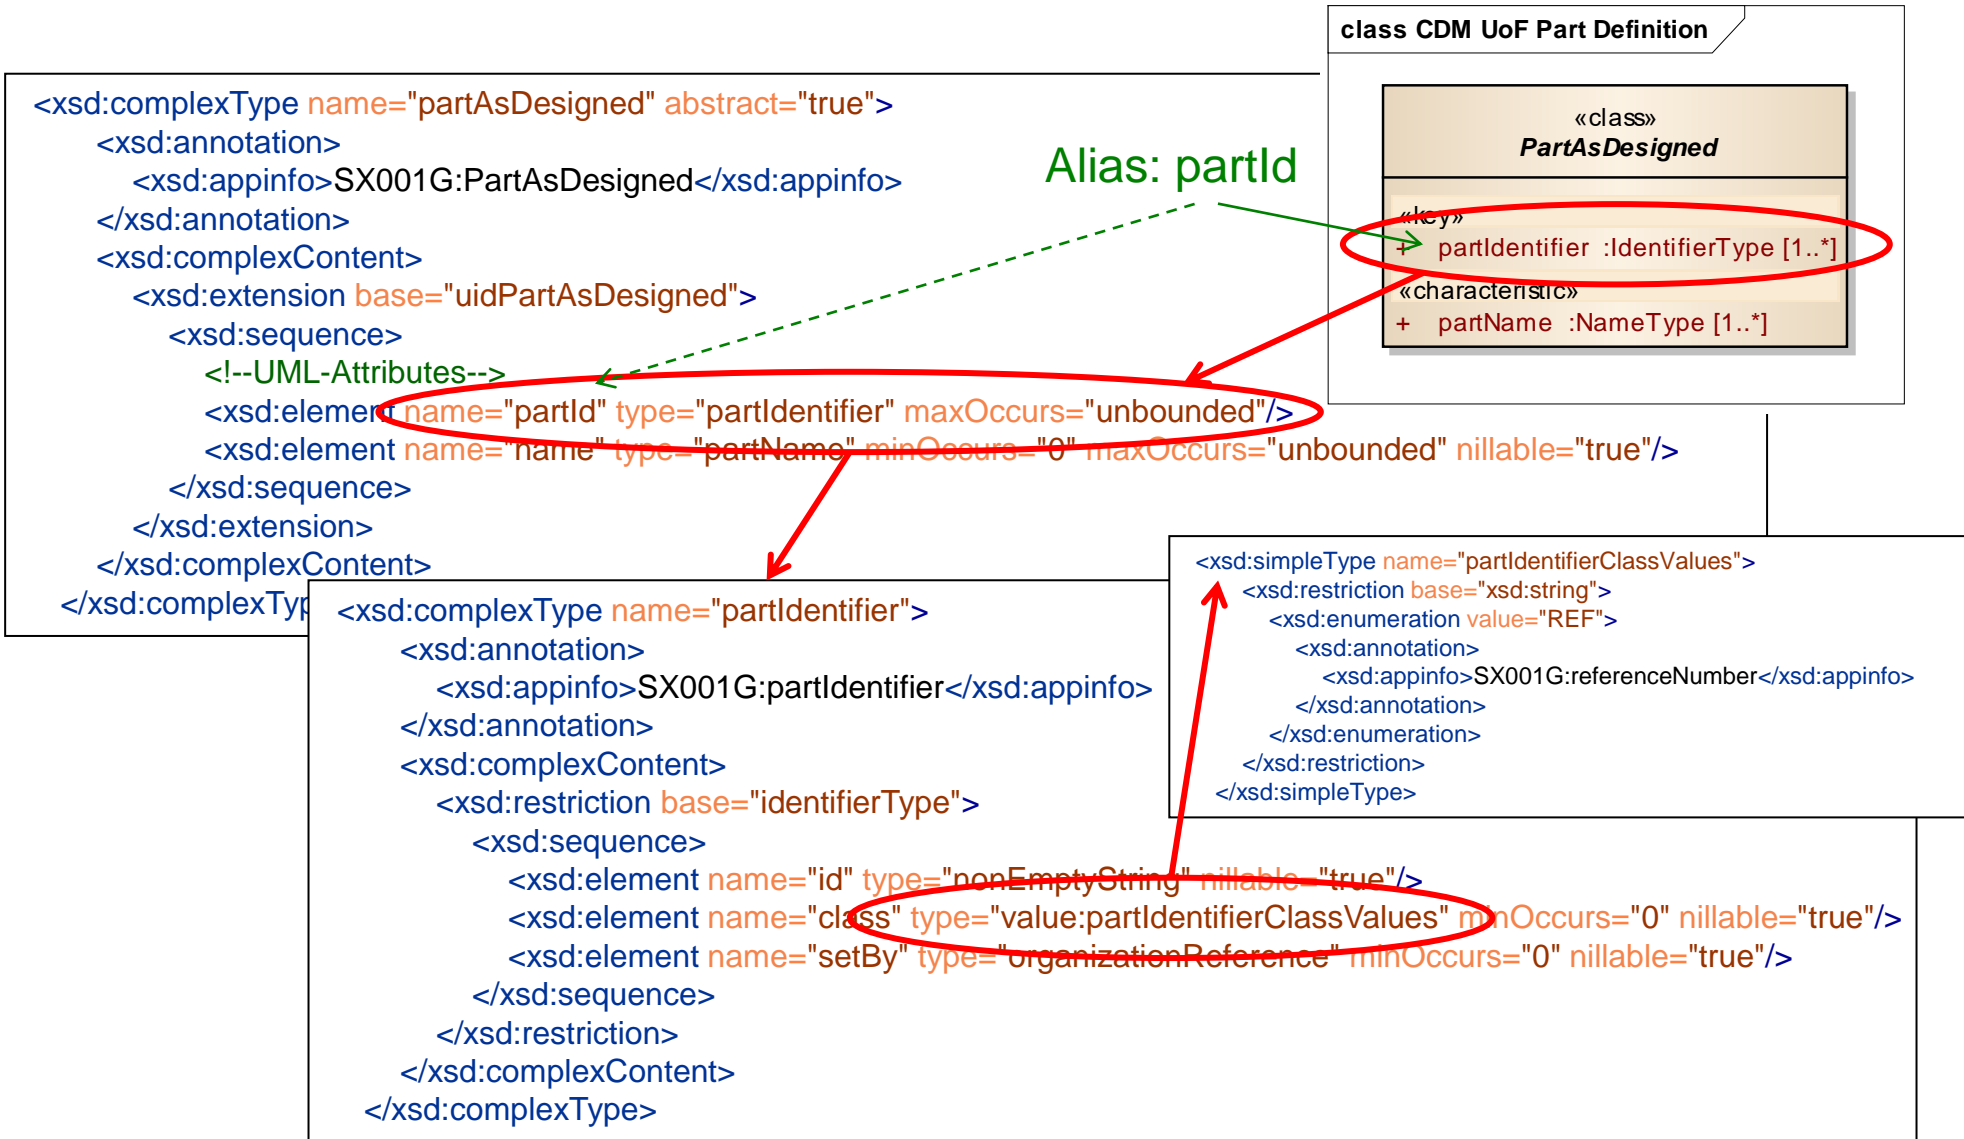 class CDM UoF Part Definition
«class»
PartAsDesigned
«key»
+ partIdentifier :IdentifierType [1..*]
«characteristic»
+ partName :NameType [1..*]
Alias: partId
<xsd:complexType name="partAsDesigned" abstract="true">
<xsd:annotation>
<xsd:appinfo>SX001G:PartAsDesigned</xsd:appinfo>
</xsd:annotation>
<xsd:complexContent>
<xsd:extension base="uidPartAsDesigned">
<xsd:sequence>
<!--UML-Attributes-->
<xsd:element name="partId" type="partIdentifier" maxOccurs="unbounded"/>
<xsd:element name="name" type="partName" minOccurs="0" maxOccurs="unbounded" nillable="true"/>
</xsd:sequence>
</xsd:extension>
</xsd:complexContent>
</xsd:complexTyp
<xsd:complexType name="partIdentifier">
<xsd:annotation>
<xsd:appinfo>SX001G:partIdentifier</xsd:appinfo>
</xsd:annotation>
<xsd:complexContent>
<xsd:restriction base="identifierType">
<xsd:sequence>
<xsd:element name="id" type="nonEmptyString" nillable="true"/>
<xsd:element name="class" type="value:partIdentifierClassValues" minOccurs="0" nillable="true"/>
<xsd:element name="setBy" type="organizationReference" minOccurs="0" nillable="true"/>
</xsd:sequence>
</xsd:restriction>
</xsd:complexContent>
</xsd:complexType>
<xsd:simpleType name="partIdentifierClassValues">
<xsd:restriction base="xsd:string">
<xsd:enumeration value="REF">
<xsd:annotation>
<xsd:appinfo>SX001G:referenceNumber</xsd:appinfo>
</xsd:annotation>
</xsd:enumeration>
</xsd:restriction>
</xsd:simpleType>